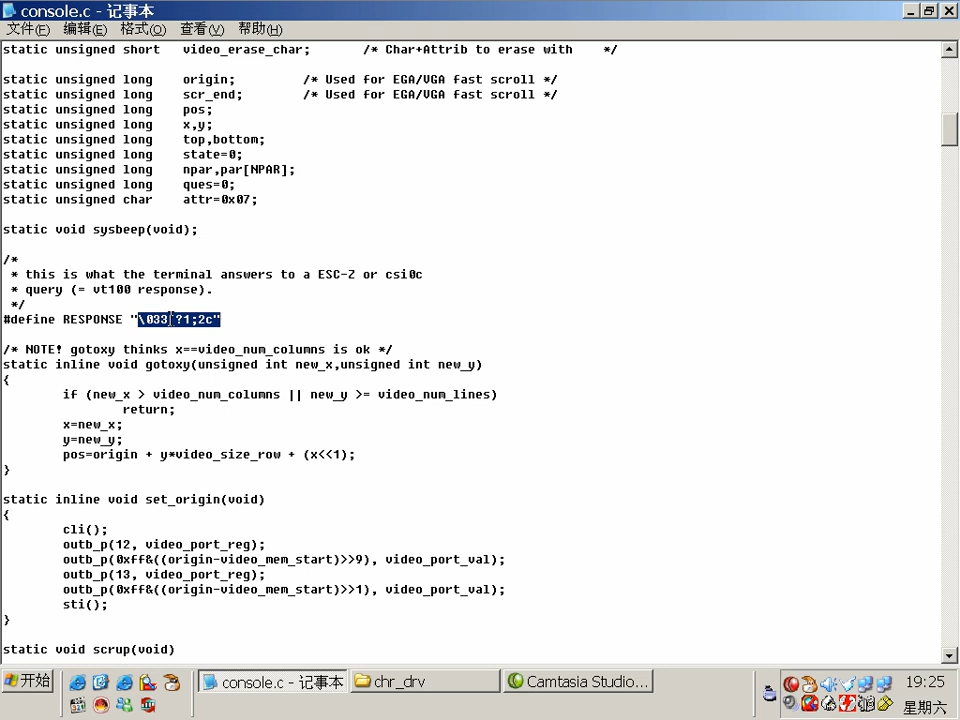 console.c - 记事本
文件(F) 编辑(E) 格式(O) 查看(V) 帮助(H)
static unsigned short video_erase_char; /* Char+Attrib to erase with */
static unsigned long origin; /* Used for EGA/VGA fast scroll */
static unsigned long scr_end; /* Used for EGA/VGA fast scroll */
static unsigned long pos;
static unsigned long x,y;
static unsigned long top,bottom;
static unsigned long state=0;
static unsigned long npar,par[NPAR];
static unsigned long ques=0;
static unsigned char attr=0x07;
static void sysbeep(void);
/*
* this is what the terminal answers to a ESC-Z or csi0c
* query (= vt100 response).
*/
#define RESPONSE "\033[?1;2c"
/* NOTE! gotoxy thinks x==video_num_columns is ok */
static inline void gotoxy(unsigned int new_x,unsigned int new_y)
{
if (new_x > video_num_columns || new_y >= video_num_lines)
return;
x=new_x;
y=new_y;
pos=origin + y*video_size_row + (x<<1);
}
static inline void set_origin(void)
{
cli();
outb_p(12, video_port_reg);
outb_p(0xff&((origin-video_mem_start)>>9), video_port_val);
outb_p(13, video_port_reg);
outb_p(0xff&((origin-video_mem_start)>>1), video_port_val);
sti();
}
static void scrup(void)
开始 console.c - 记事本 chr_drv Camtasia Studio... 19:25
星期六